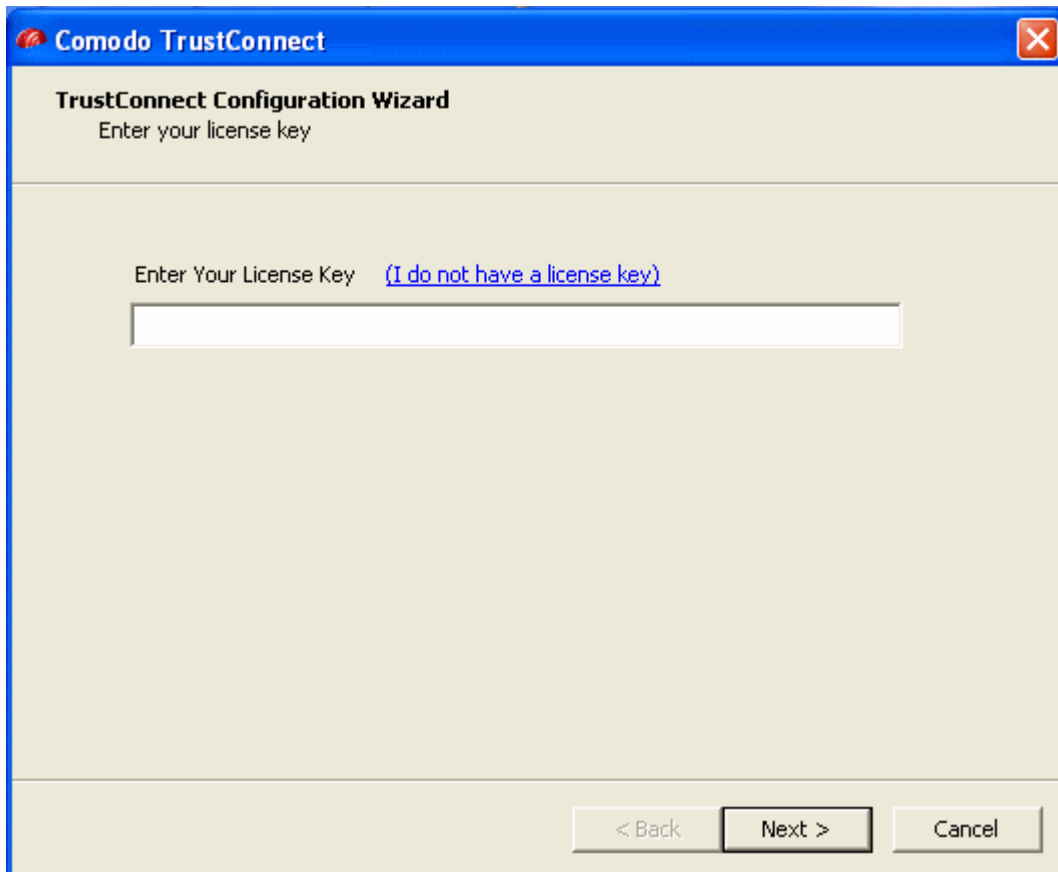 Comodo TrustConnect
TrustConnect Configuration Wizard
Enter your license key
Enter Your License Key (I do not have a license key)
< Back Next > Cancel